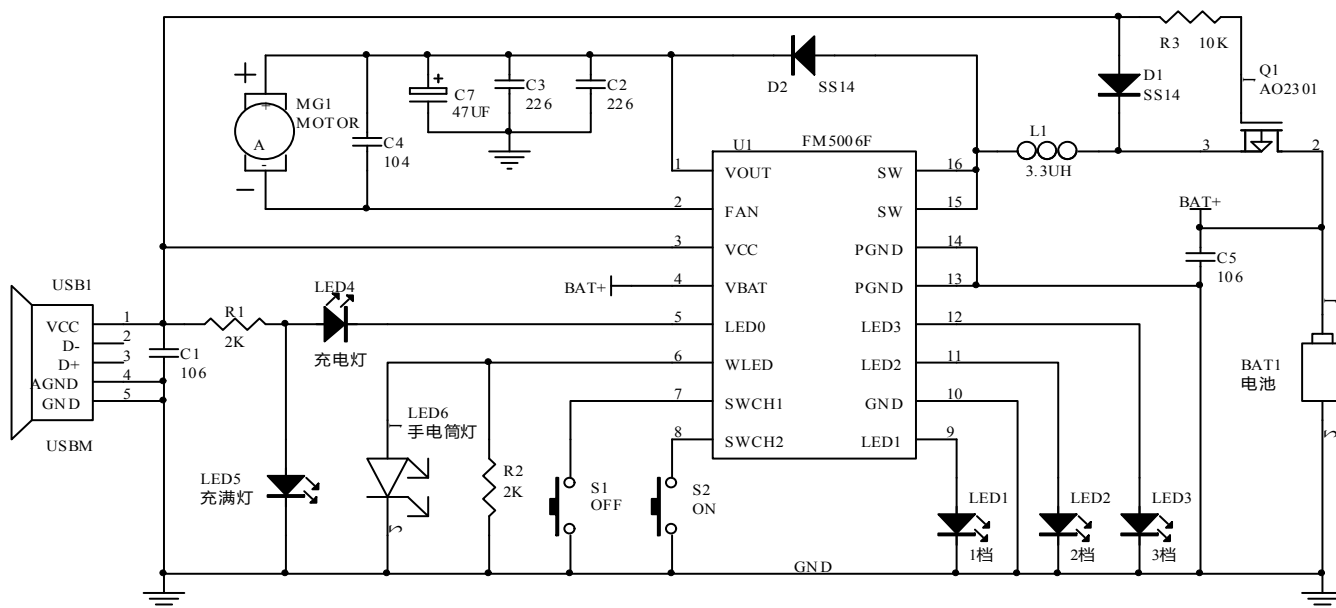 R3 10K
Q1
AO2301
D1
SS14
D2 SS14
+
MG1
MOTOR
+
A
-
C4
104
+
C7
47UF
C3
226
C2
226
U1 FM5006F
L1
3.3UH
3
2
1 VOUT
SW 16
2 FAN
SW 15
3 VCC
PGND 14
BAT+ 4 VBAT
PGND 13
5 LED0
LED3 12
6 WLED
LED2 11
7 SWCH1
GND 10
8 SWCH2
LED1 9
BAT+
C5
106
1
BAT1
电池
2
USB1
VCC 1
D- 2
D+ 3
AGND 4
GND 5
USBM
C1
106
R1
2K
LED4
充电灯
LED5
充满灯
1
LED6
手电筒灯
2
R2
2K
S1
OFF
S2
ON
LED1
1档
LED2
2档
LED3
3档
GND